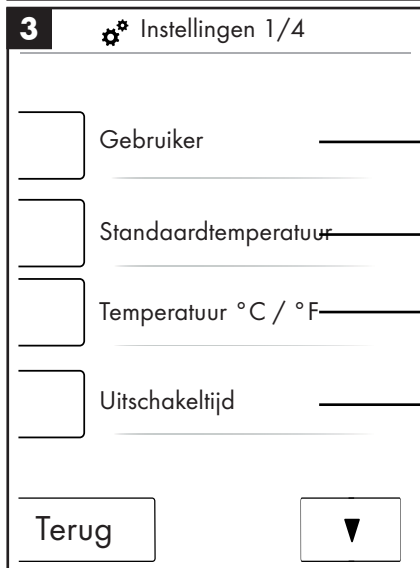 3 Instellingen 1/4
Gebruiker
Standaardtemperatuur
Temperatuur °C / °F
Uitschakeltijd
Terug